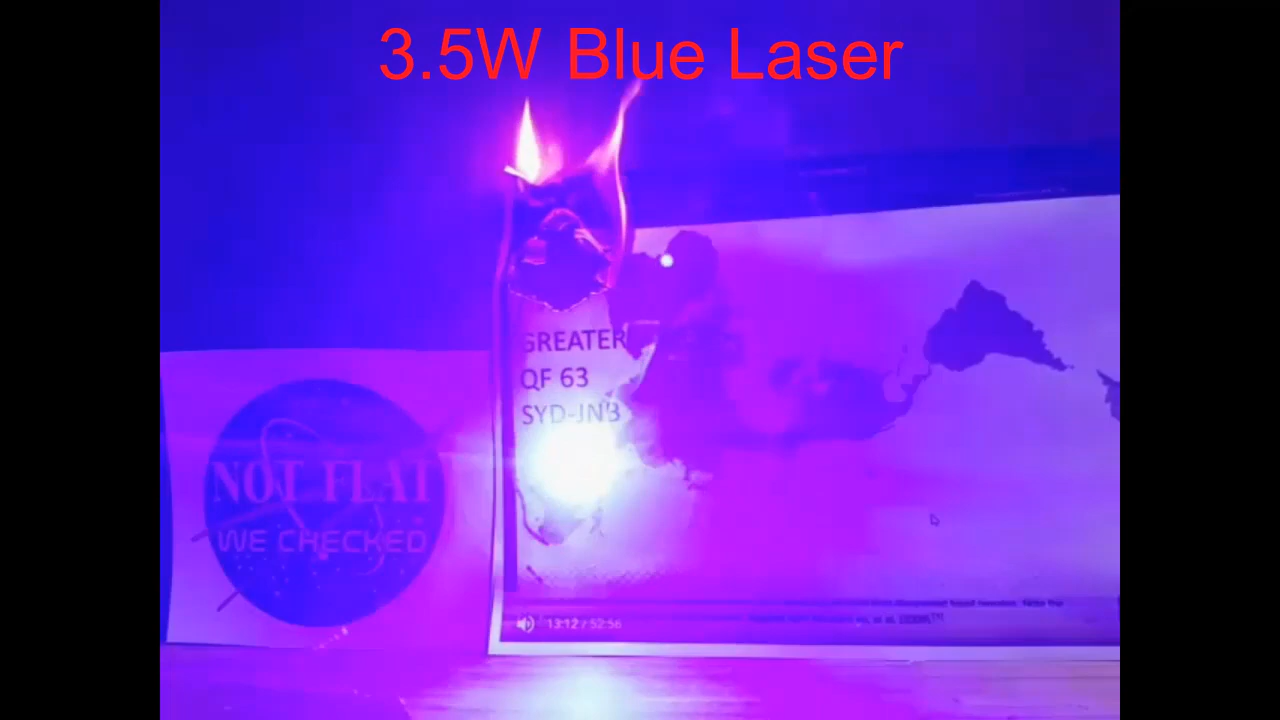 3.5W Blue Laser
GREATER
QF 63
SYD-JNB
NOT FLAT
WE CHECKED
13:12 / 52:56